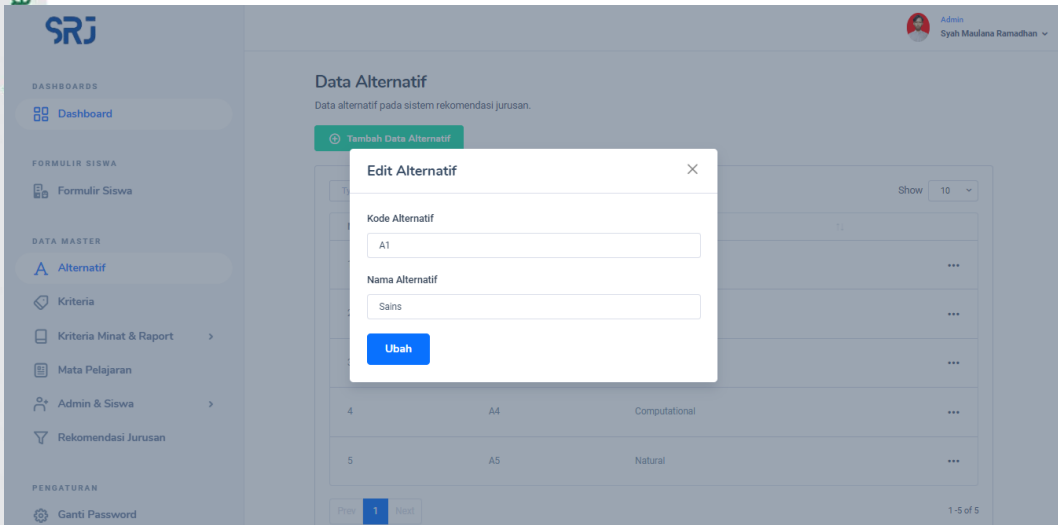 SRJ
Admin
Syah Maulana Ramadhan
DASHBOARDS
Dashboard
FORMULIR SISWA
Formulir Siswa
DATA MASTER
Alternatif
Kriteria
Kriteria Minat & Raport
Mata Pelajaran
Admin & Siswa
Rekomendasi Jurusan
PENGATURAN
Ganti Password
Data Alternatif
Data alternatif pada sistem rekomendasi jurusan.
Tambah Data Alternatif
Show 10
Edit Alternatif
Kode Alternatif
A1
Nama Alternatif
Sains
Ubah
4 A4 Computational
5 A5 Natural
Prev 1 Next
1 -5 of 5